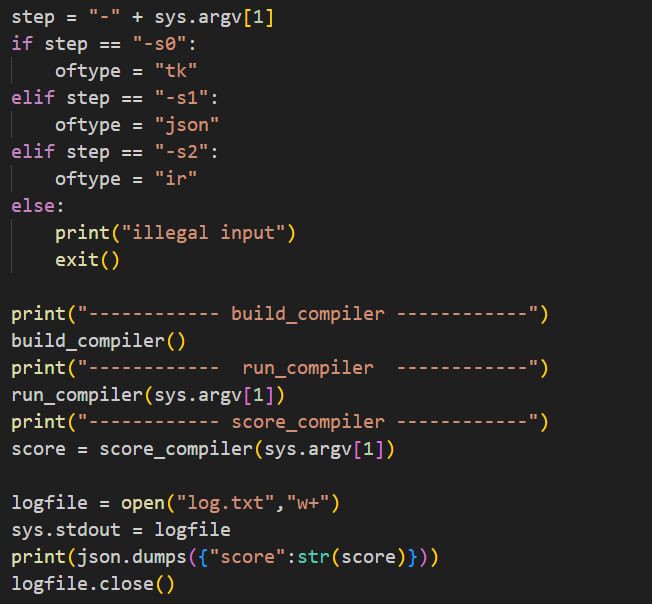 step = "-" + sys.argv[1]
if step == "-s0":
    oftype = "tk"
elif step == "-s1":
    oftype = "json"
elif step == "-s2":
    oftype = "ir"
else:
    print("illegal input")
    exit()

print("------------ build_compiler ------------")
build_compiler()
print("------------  run_compiler  ------------")
run_compiler(sys.argv[1])
print("------------ score_compiler ------------")
score = score_compiler(sys.argv[1])

logfile = open("log.txt","w+")
sys.stdout = logfile
print(json.dumps({"score":str(score)}))
logfile.close()